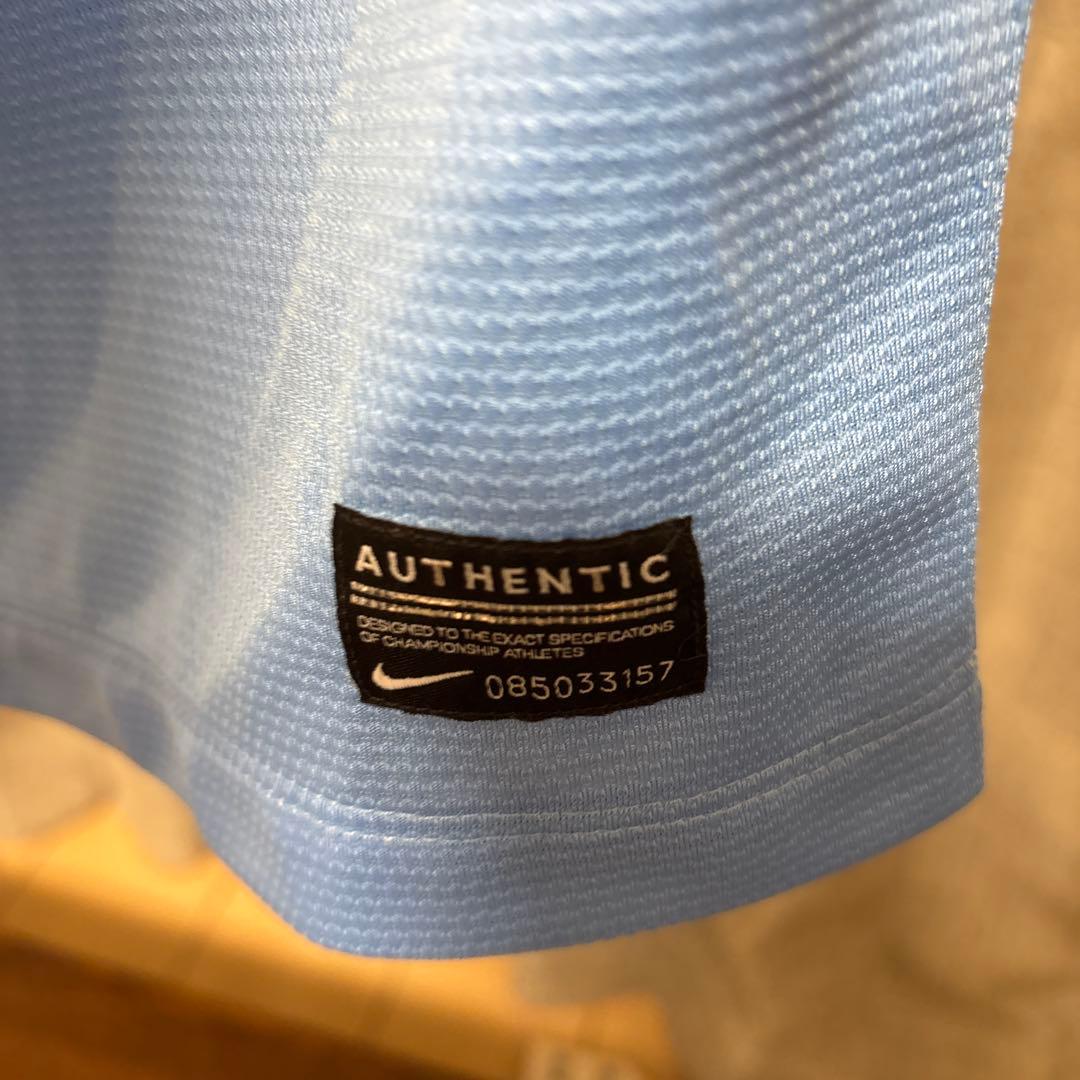 AUTHENTIC
DESIGNED TO THE EXACT SPECIFICATIONS
OF CHAMPIONSHIP ATHLETES
085033157